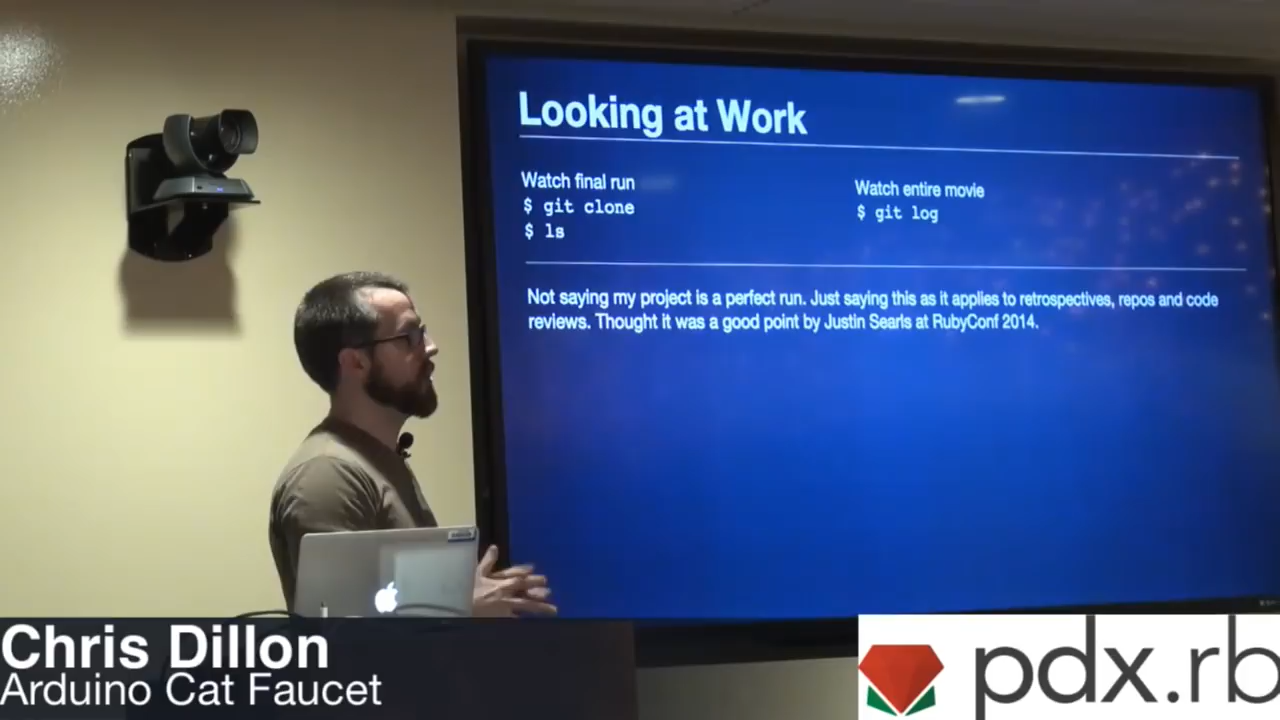 Looking at Work
Watch final run
$ git clone
$ ls
Watch entire movie
$ git log
Not saying my project is a perfect run. Just saying this as it applies to retrospectives, repos and code
reviews. Thought it was a good point by Justin Searls at RubyConf 2014.
Chris Dillon
Arduino Cat Faucet
pdx.rb